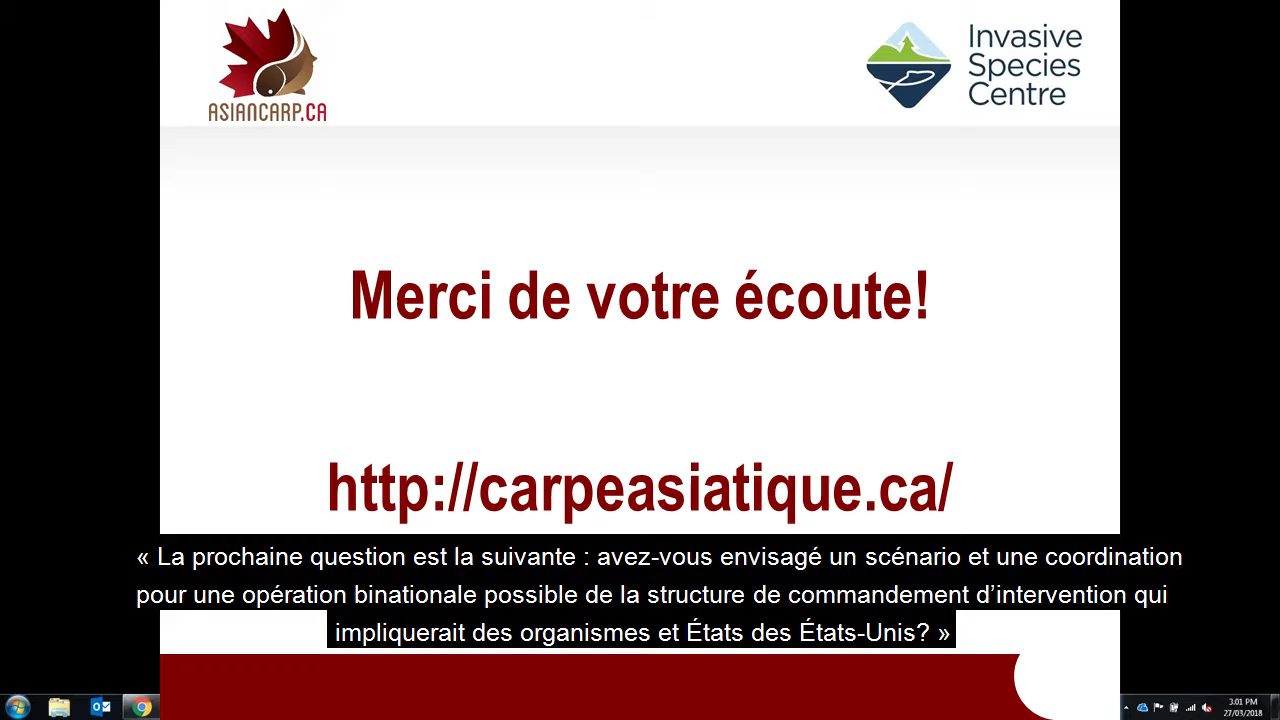 ASIANCARP.CA
Invasive
Species
Centre
Merci de votre écoute!
http://carpeasiatique.ca/
« La prochaine question est la suivante : avez-vous envisagé un scénario et une coordination
pour une opération binationale possible de la structure de commandement d’intervention qui
impliquerait des organismes et États des États-Unis? »
3:01 PM
27/03/2018